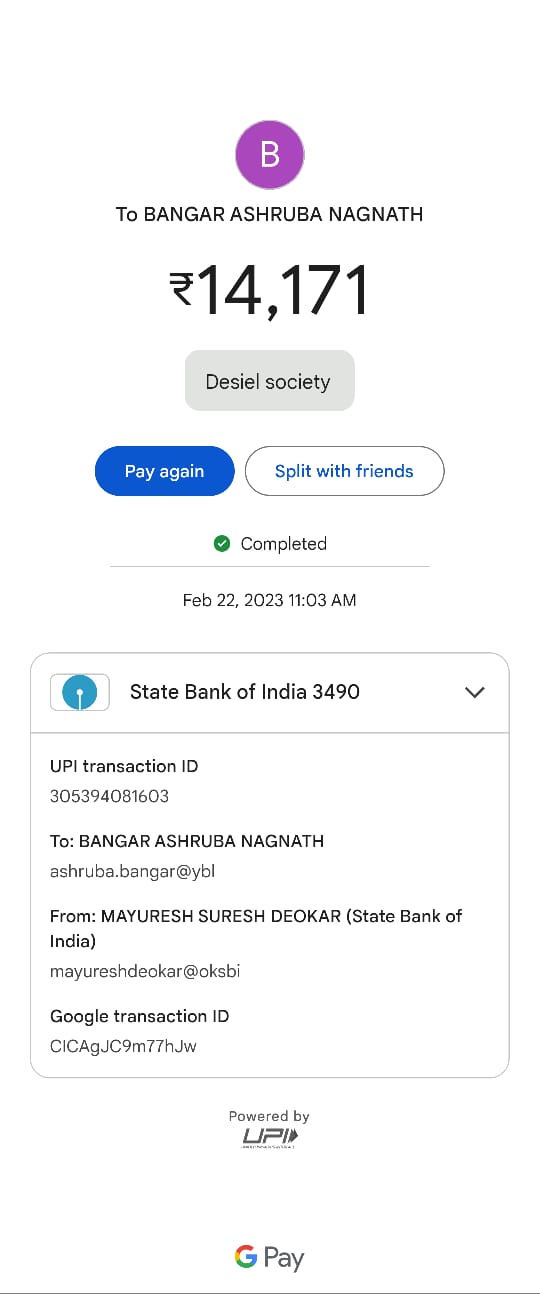 B
To BANGAR ASHRUBA NAGNATH
₹14,171
Desiel society
Pay again
Split with friends
Completed
Feb 22, 2023 11:03 AM
State Bank of India 3490
UPI transaction ID
305394081603
To: BANGAR ASHRUBA NAGNATH
ashruba.bangar@ybl
From: MAYURESH SURESH DEOKAR (State Bank of
India)
mayureshdeokar@oksbi
Google transaction ID
CICAgJC9m77hJw
Powered by
UPI
G Pay